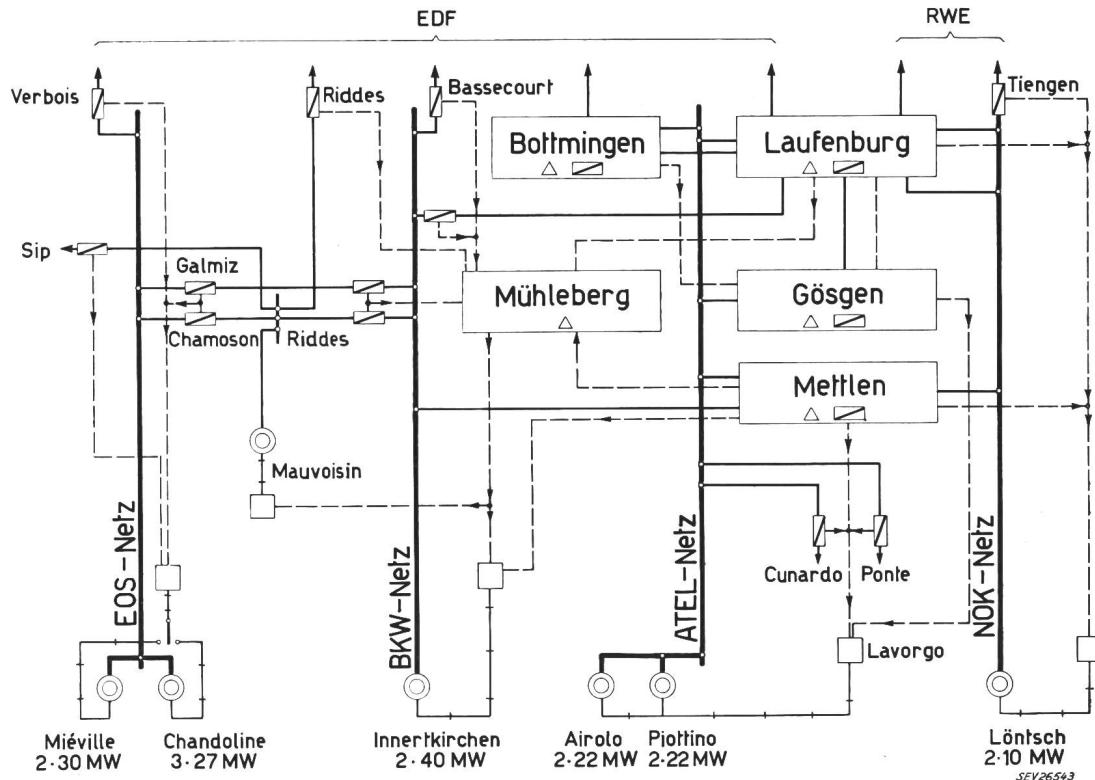 EDF
RWE
Verbois
Riddes
Bassecourt
Tiengen
Bottmingen
Laufenburg
Sip
Galmiz
Mühleberg
Gösgen
Chamoson
Riddes
Mettlen
Mauvoisin
EOS-Netz
BKW-Netz
ATEL-Netz
NOK-Netz
Cunardo
Ponte
Lavorgo
Miéville
2·30 MW
Chandoline
3·27 MW
Innertkirchen
2·40 MW
Airolo
2·22 MW
Piottino
2·22 MW
Löntsch
2·10 MW
SEV26543